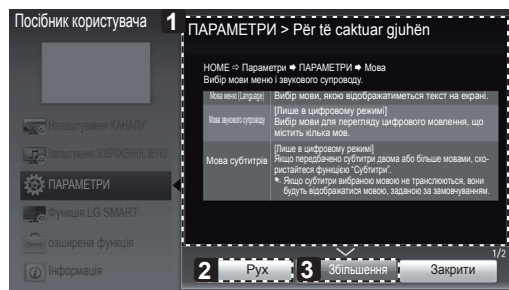 Посібник користувача
1
ПАРАМЕТРИ > Për të caktuar gjuhën
HOME ⇨ Параметри ➡ ПАРАМЕТРИ ➡ Мова
Вибір мови меню і звукового супроводу.
Мова меню (Language)
Вибір мови, якою відображатиметься текст на екрані.
Мова звукового супроводу
[Лише в цифровому режимі]
Вибір мови для перегляду цифрового мовлення, що
містить кілька мов.
Мова субтитрів
[Лише в цифровому режимі]
Якщо передбачено субтитри двома або більше мовами, ско-
ристайтеся функцією "Субтитри".
Якщо субтитри вибраною мовою не транслюються, вони
будуть відображатися мовою, заданою за замовчуванням.
Налаштування КАНАЛУ
Налаштування ЗОБРАЖЕННЯ, ЗВУКУ
ПАРАМЕТРИ
Функція LG SMART
озширена функція
Інформація
1/2
2 Рух
3 Збільшення
Закрити